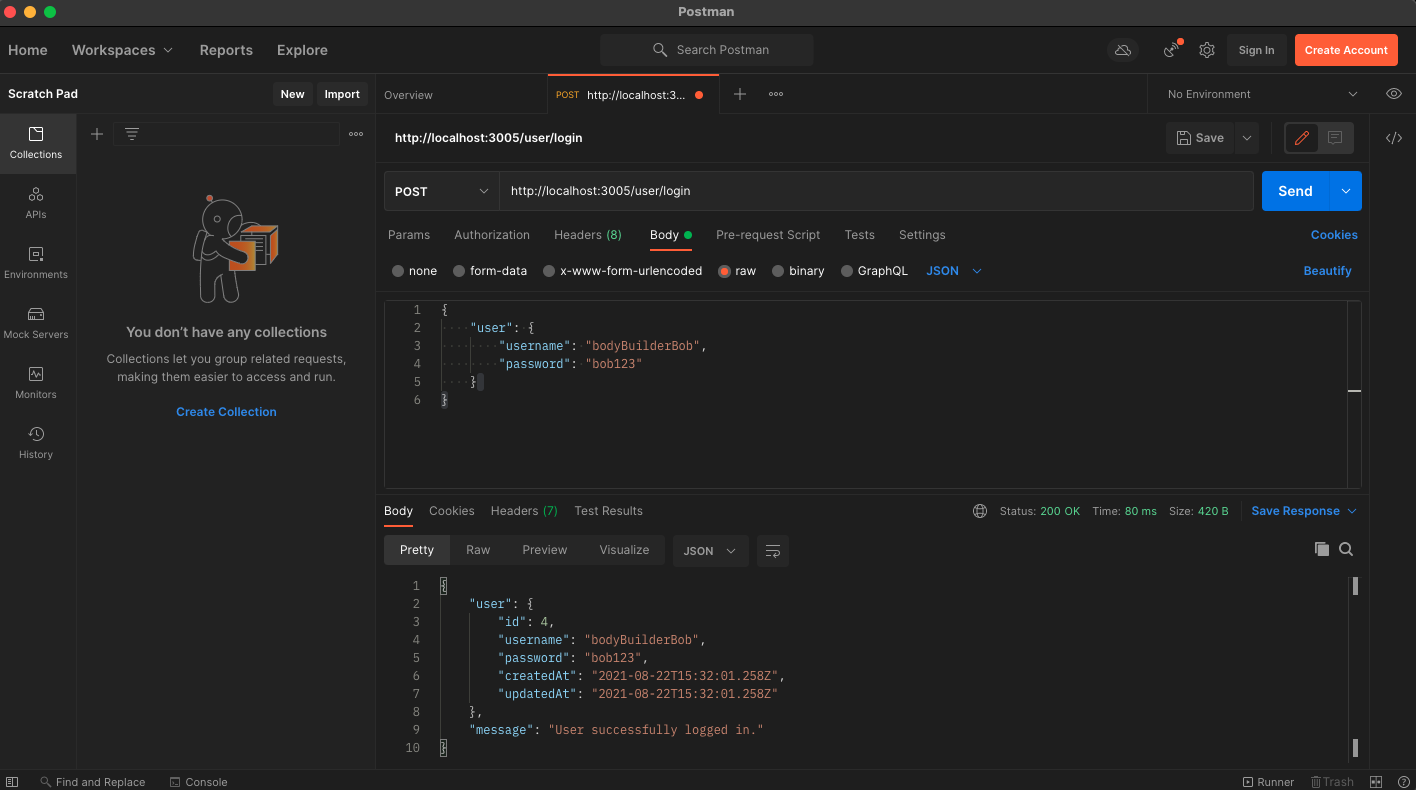 Postman
Home Workspaces Reports Explore Search Postman Sign In Create Account
Scratch Pad New Import Overview POST http://localhost:3... No Environment
Collections
APIs
Environments
Mock Servers
Monitors
History
You don't have any collections
Collections let you group related requests,
making them easier to access and run.
Create Collection
http://localhost:3005/user/login Save
POST http://localhost:3005/user/login Send
Params Authorization Headers (8) Body Pre-request Script Tests Settings Cookies
none form-data x-www-form-urlencoded raw binary GraphQL JSON Beautify
1 {
2 "user": {
3 "username": "bodyBuilderBob",
4 "password": "bob123"
5 }
6 }
Body Cookies Headers (7) Test Results Status: 200 OK Time: 80 ms Size: 420 B Save Response
Pretty Raw Preview Visualize JSON
1 {
2 "user": {
3 "id": 4,
4 "username": "bodyBuilderBob",
5 "password": "bob123",
6 "createdAt": "2021-08-22T15:32:01.258Z",
7 "updatedAt": "2021-08-22T15:32:01.258Z"
8 },
9 "message": "User successfully logged in."
10 }
Find and Replace Console Runner Trash